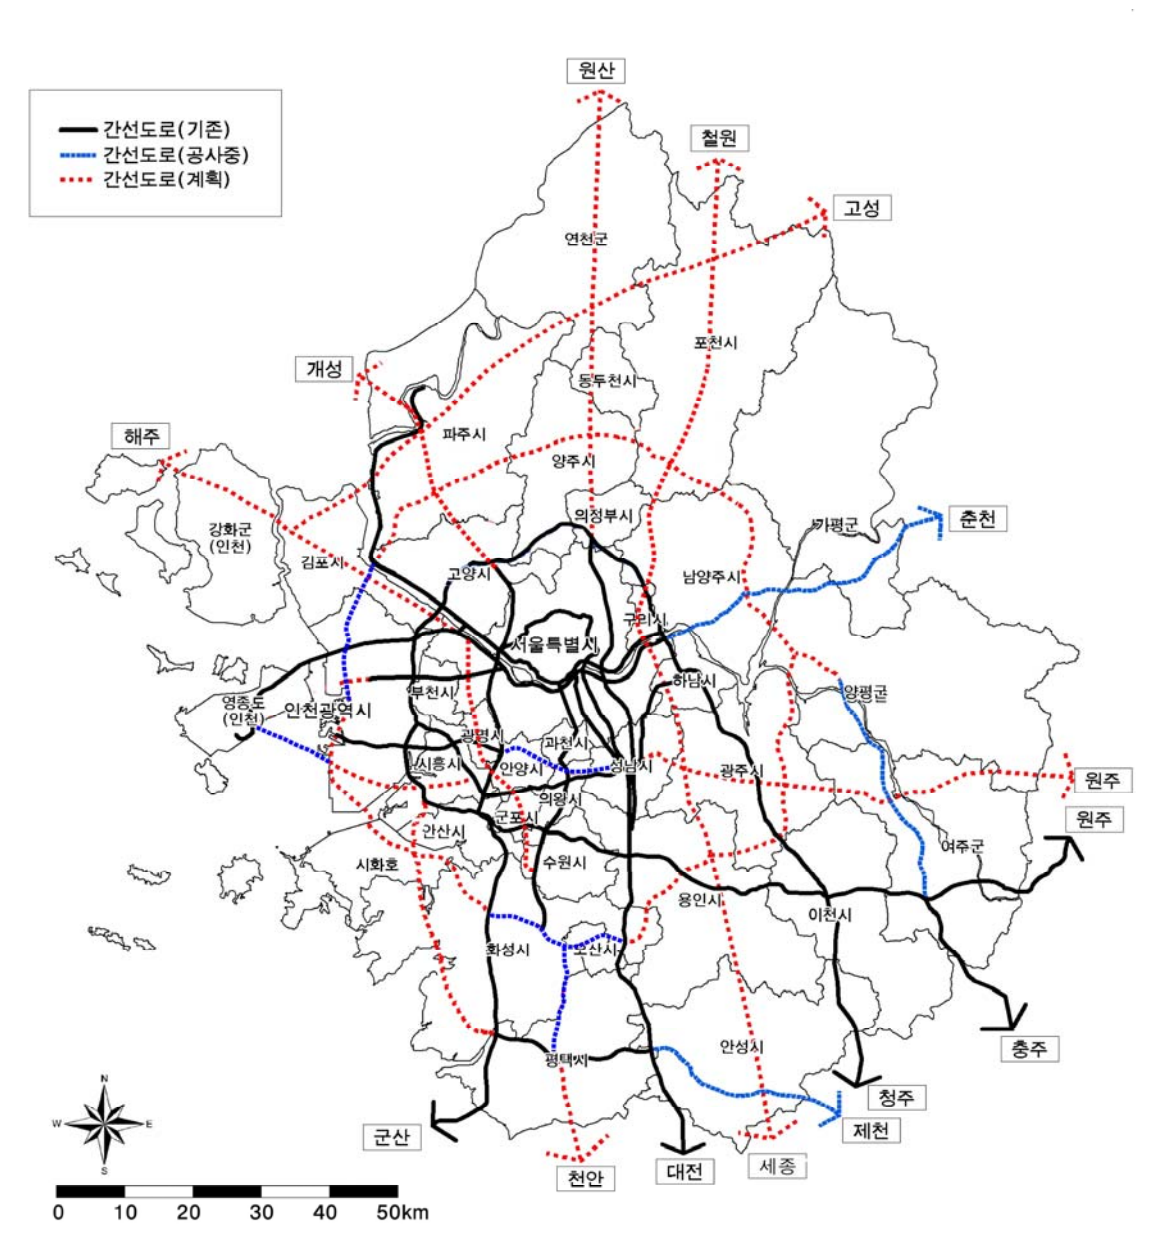 원산
간선도로(기존)
간선도로(공사중)
간선도로(계획)
철원
고성
연천군
포천시
개성
동두천시
해주
파주시
양주시
의정부시
가평군
춘천
강화군
(인천)
김포시
고양시
남양주시
구리시
서울특별시
하남시
부천시
양평군
영종도
(인천)
인천광역시
광명시
과천시
시흥시
안양시
성남시
광주시
원주
의왕시
군포시
원주
안산시
여주군
시화호
수원시
용인시
이천시
화성시
오산시
안성시
충주
평택시
청주
N
W
E
S
군산
제천
천안
대전
세종
0 10 20 30 40 50km